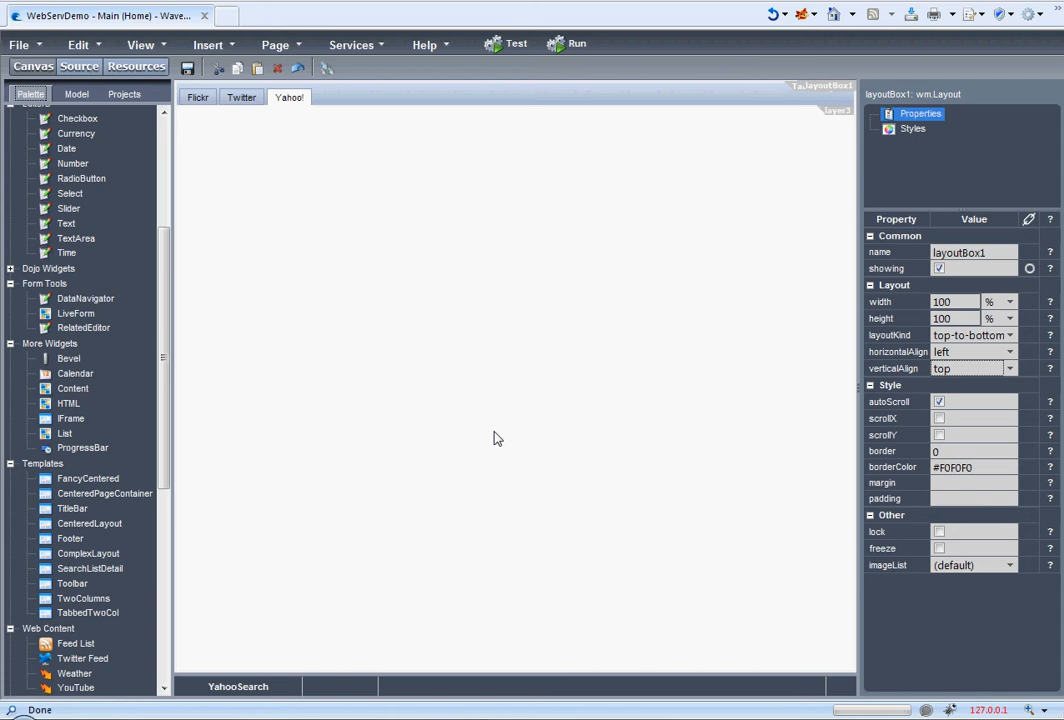 WebServDemo - Main (Home) - Wave...
File Edit View Insert Page Services Help Test Run
Canvas Source Resources
Palette Model Projects
Flickr Twitter Yahoo!
layoutBox1
layer3
layoutBox1: wm.Layout
Properties
Styles
Checkbox
Currency
Date
Number
RadioButton
Select
Slider
Text
TextArea
Time
Dojo Widgets
Form Tools
DataNavigator
LiveForm
RelatedEditor
More Widgets
Bevel
Calendar
Content
HTML
IFrame
List
ProgressBar
Templates
FancyCentered
CenteredPageContainer
TitleBar
CenteredLayout
Footer
ComplexLayout
SearchListDetail
Toolbar
TwoColumns
TabbedTwoCol
Web Content
Feed List
Twitter Feed
Weather
YouTube
Property Value ?
Common
name layoutBox1 ?
showing ?
Layout
width 100 % ?
height 100 % ?
layoutKind top-to-bottom ?
horizontalAlign left ?
verticalAlign top ?
Style
autoScroll ?
scrollX ?
scrollY ?
border 0 ?
borderColor #F0F0F0 ?
margin ?
padding ?
Other
lock ?
freeze ?
imageList (default) ?
YahooSearch
Done 127.0.0.1